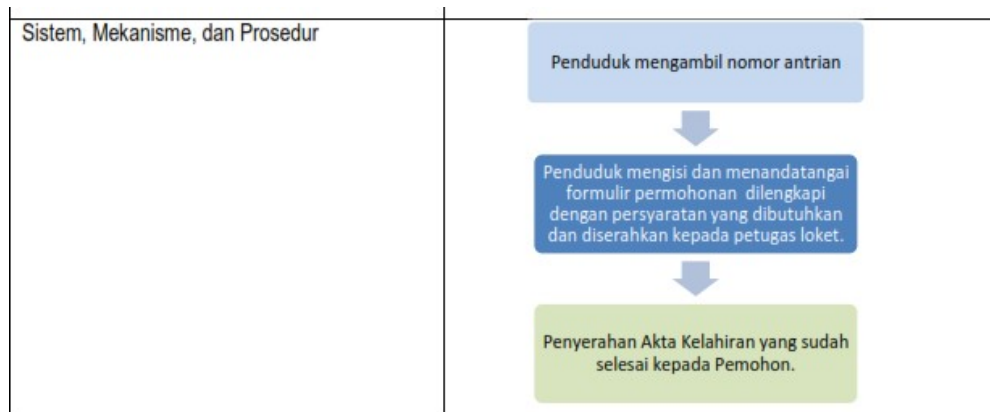 Sistem, Mekanisme, dan Prosedur
Penduduk mengambil nomor antrian
Penduduk mengisi dan menandatangai
formulir permohonan dilengkapi
dengan persyaratan yang dibutuhkan
dan diserahkan kepada petugas loket.
Penyerahan Akta Kelahiran yang sudah
selesai kepada Pemohon.